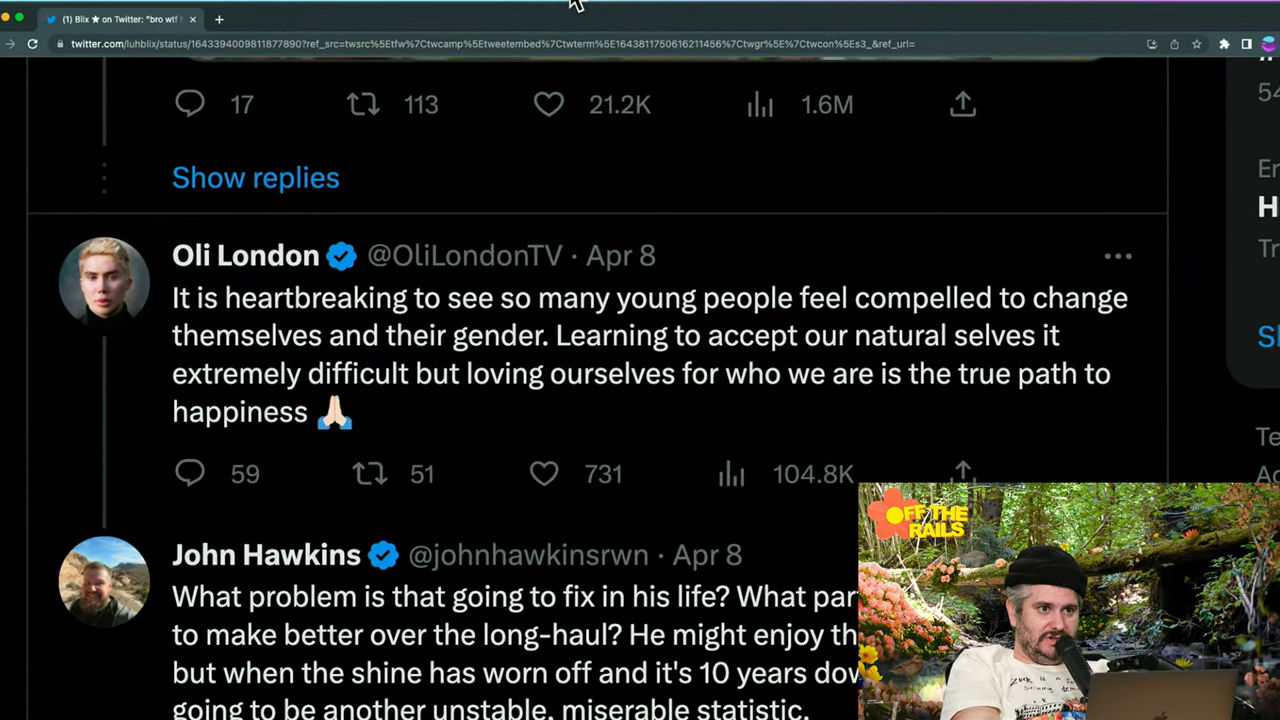 (1) Blix ★ on Twitter: "bro wtf
twitter.com/luhblix/status/1643394009811877890?ref_src=twsrc%5Etfw%7Ctwcamp%5Etweetembed%7Ctwterm%5E1643811750616211456%7Ctwgr%5E%7Ctwcon%5Es3_&ref_url=
17 113 21.2K 1.6M
54
Show replies
En
H
Tr
Oli London @OliLondonTV · Apr 8
It is heartbreaking to see so many young people feel compelled to change
themselves and their gender. Learning to accept our natural selves it
extremely difficult but loving ourselves for who we are is the true path to
happiness 🙏🏻
Sh
59 51 731 104.8K
Te
Ad
OFF THE
RAILS
John Hawkins @johnhawkinsrwn · Apr 8
What problem is that going to fix in his life? What par
to make better over the long-haul? He might enjoy th
but when the shine has worn off and it's 10 years dow
going to be another unstable, miserable statistic.